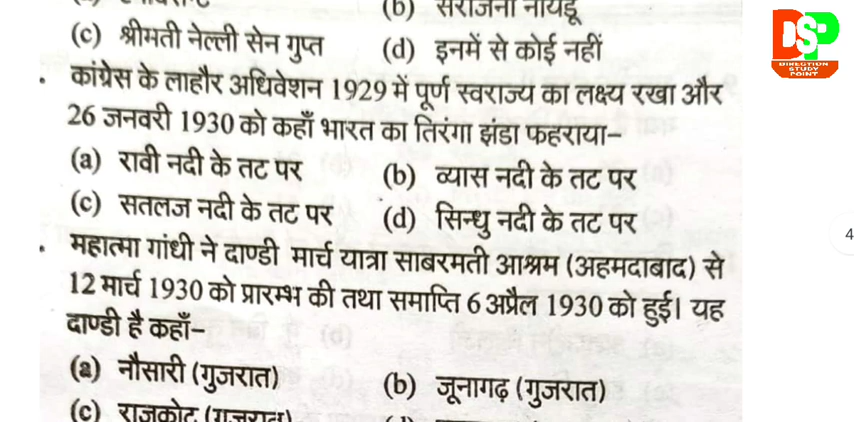 (b) सरोजनी नायडू
(c) श्रीमती नेल्ली सेन गुप्त (d) इनमें से कोई नहीं
. कांग्रेस के लाहौर अधिवेशन 1929 में पूर्ण स्वराज्य का लक्ष्य रखा और
26 जनवरी 1930 को कहाँ भारत का तिरंगा झंडा फहराया–
(a) रावी नदी के तट पर (b) व्यास नदी के तट पर
(c) सतलज नदी के तट पर (d) सिन्धु नदी के तट पर
. महात्मा गांधी ने दाण्डी मार्च यात्रा साबरमती आश्रम (अहमदाबाद) से
12 मार्च 1930 को प्रारम्भ की तथा समाप्ति 6 अप्रैल 1930 को हुई। यह
दाण्डी है कहाँ–
(a) नौसारी (गुजरात) (b) जूनागढ़ (गुजरात)
(c) राजकोट (गुजरात)
DSP
DIRECTION
STUDY
POINT
4